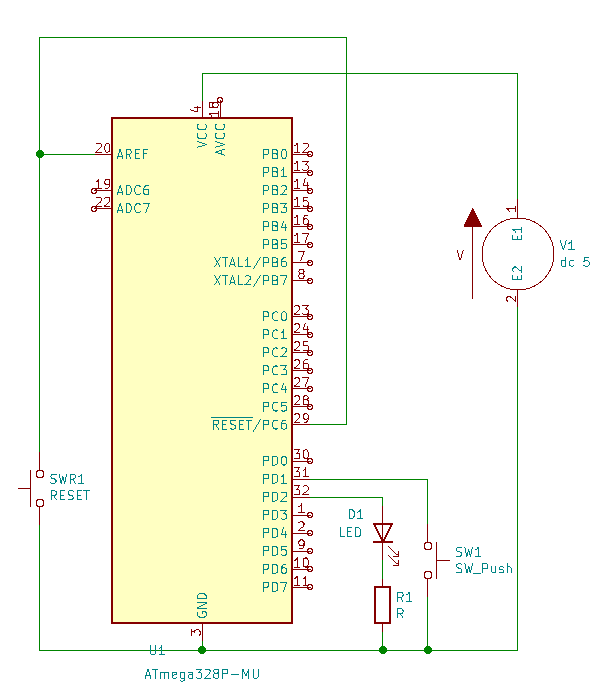 4
18
VCC
AVCC
20
AREF
PB0
12
19
ADC6
PB1
13
22
ADC7
PB2
14
PB3
15
PB4
16
PB5
17
XTAL1/PB6
7
XTAL2/PB7
8
PC0
23
PC1
24
PC2
25
PC3
26
PC4
27
PC5
28
RESET/PC6
29
PD0
30
PD1
31
PD2
32
PD3
1
PD4
2
PD5
9
PD6
10
PD7
11
GND
3
U1
ATmega328P-MU
SWR1
RESET
D1
LED
R1
R
SW1
SW_Push
1
E1
V
E2
2
V1
dc 5